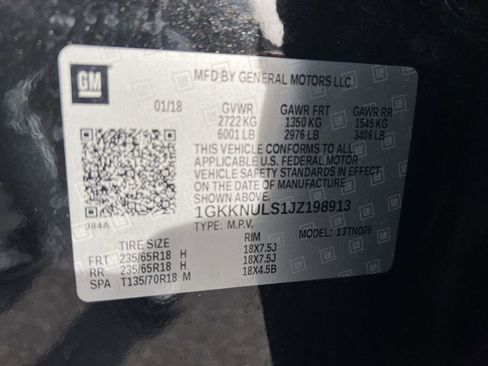 GM
MFD BY GENERAL MOTORS LLC
01/18 GVWR GAWR FRT GAWR RR
2722 KG 1350 KG 1545 KG
6001 LB 2976 LB 3406 LB
THIS VEHICLE CONFORMS TO ALL
APPLICABLE U.S. FEDERAL MOTOR
VEHICLE SAFETY STANDARDS IN EFFECT
ON THE DATE OF MANUFACTURE SHOWN ABOVE.
384A
1GKKNULS1JZ198913
TYPE: M.P.V. MODEL: 13TND26
TIRE SIZE RIM
FRT 235/65R18 H 18X7.5J
RR 235/65R18 H 18X7.5J
SPA T135/70R18 M 18X4.5B